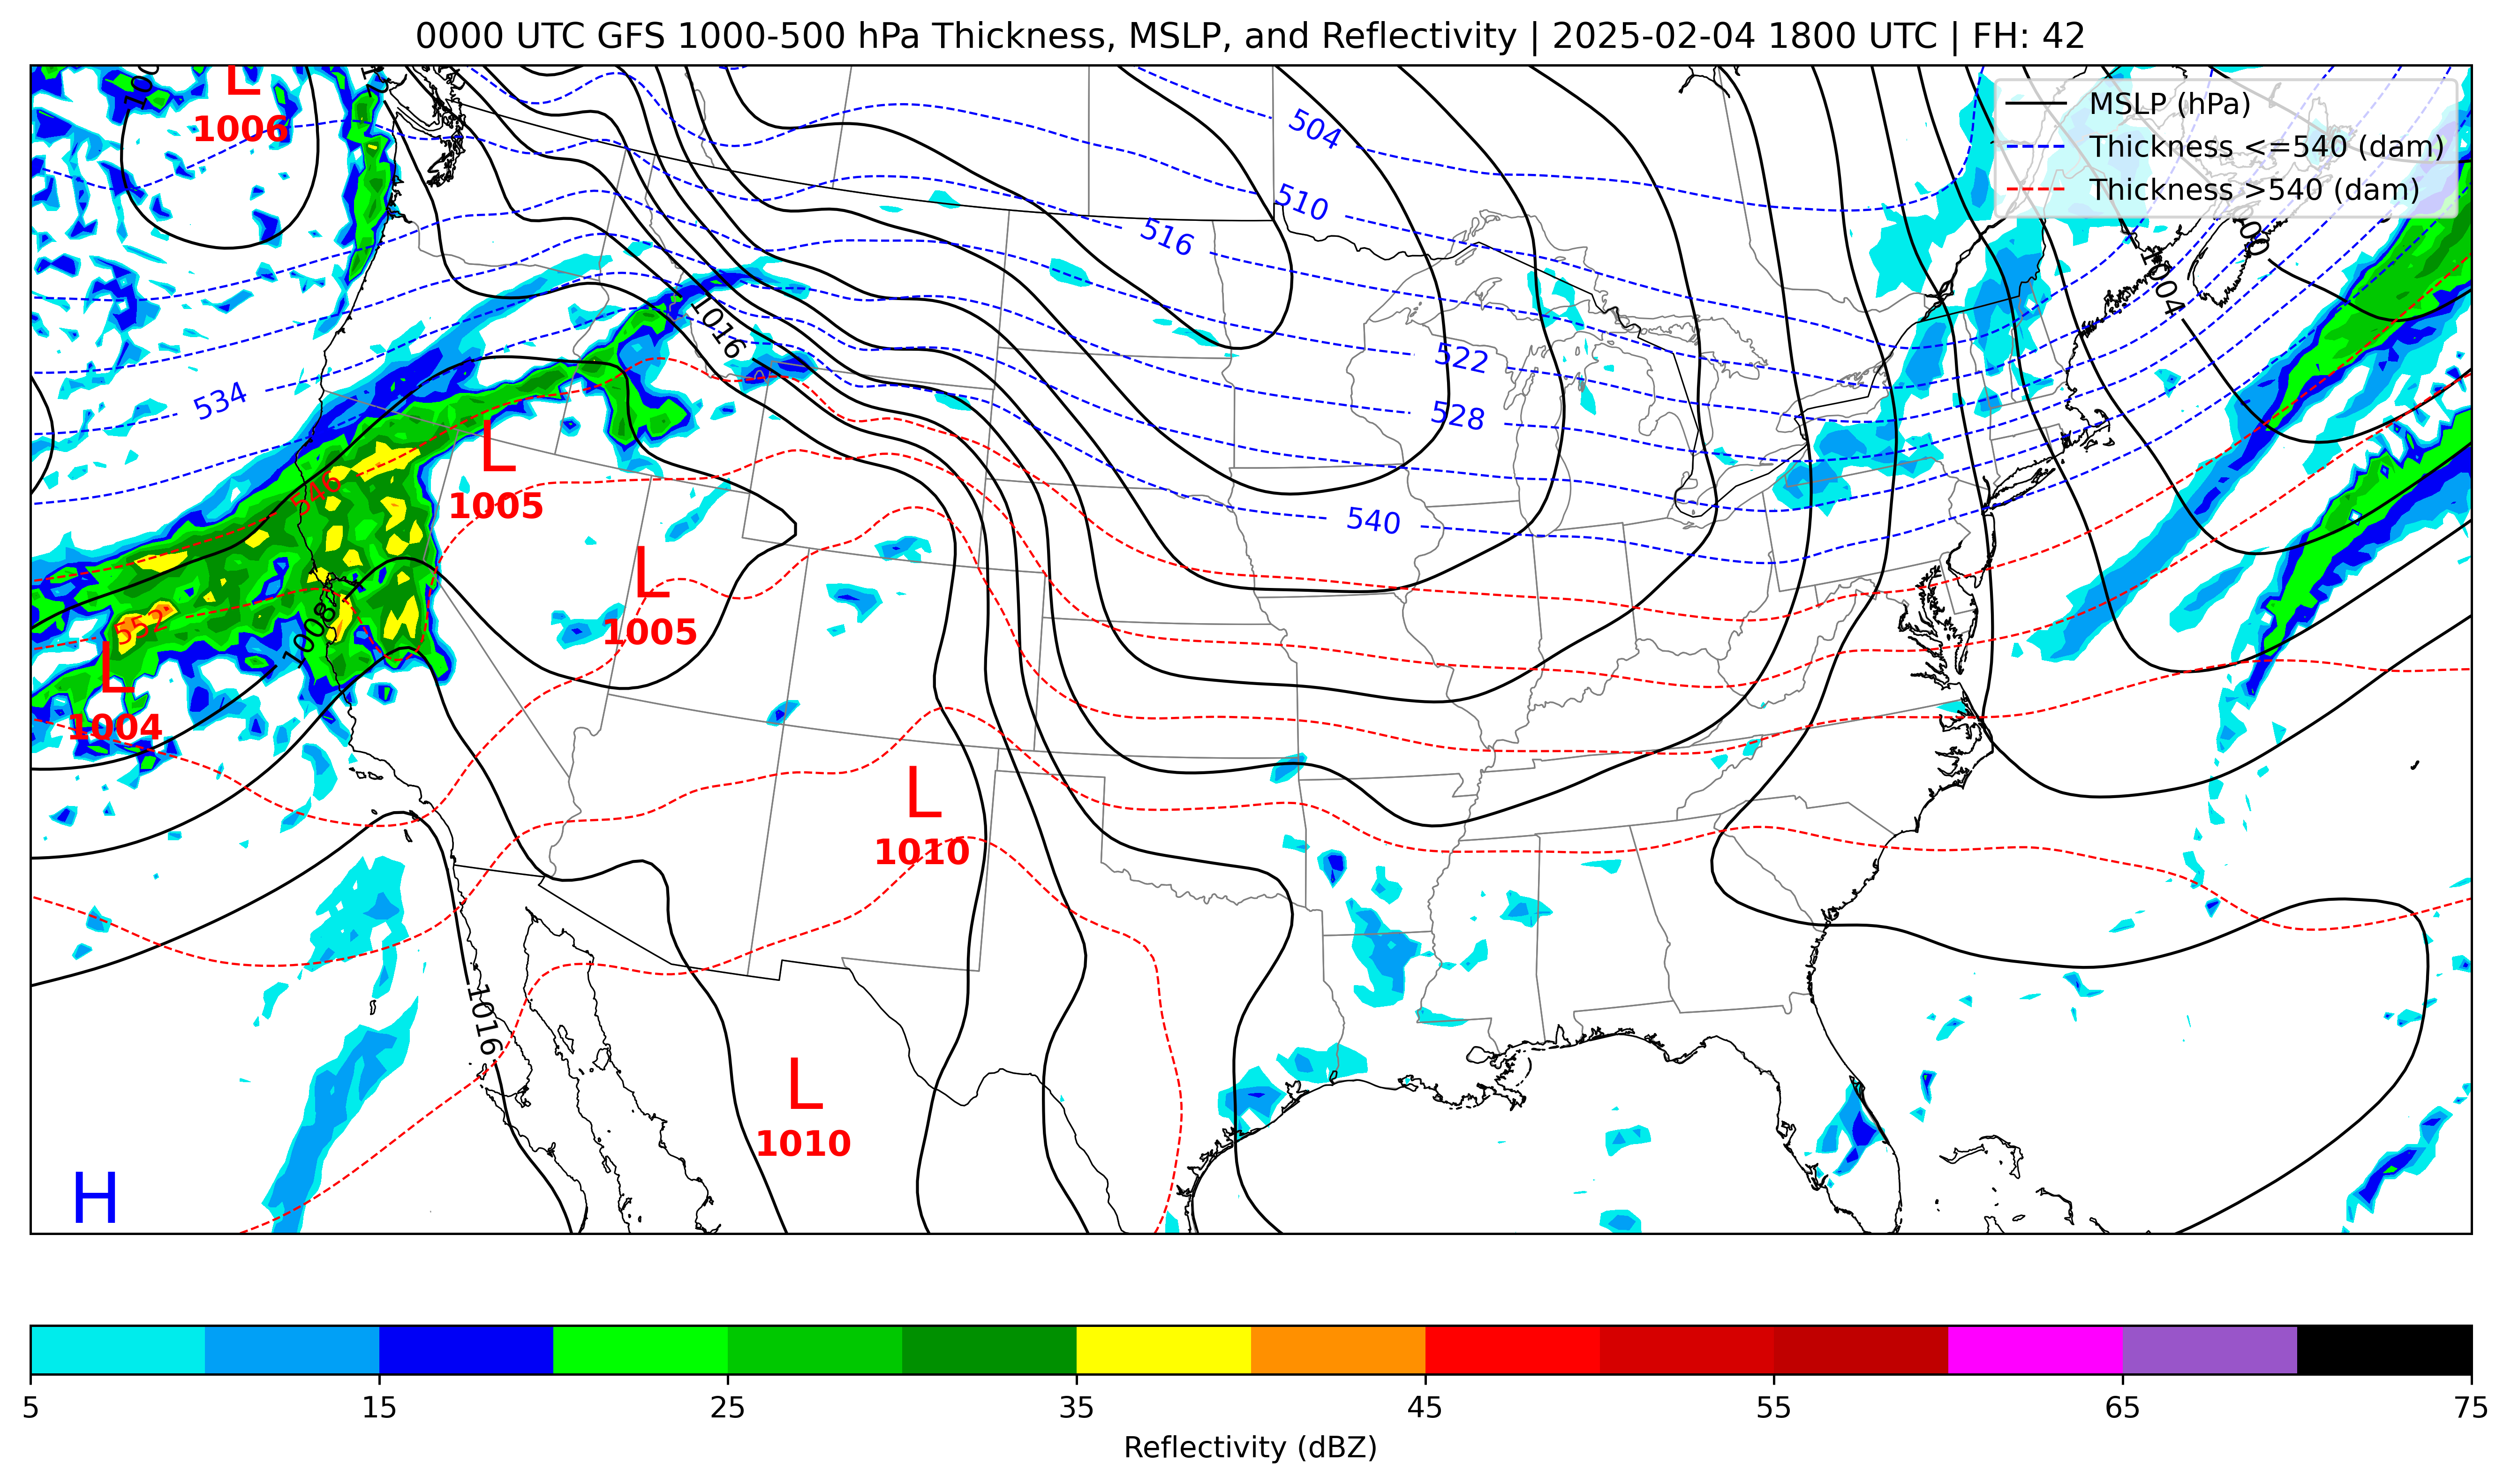 0000 UTC GFS 1000-500 hPa Thickness, MSLP, and Reflectivity | 2025-02-04 1800 UTC | FH: 42
MSLP (hPa)
Thickness <=540 (dam)
Thickness >540 (dam)
L
1006
504
510
516
1004
1016
522
534
528
L
1005
546
540
L
1005
552
1008
L
1004
L
1010
1016
L
1010
H
5 15 25 35 45 55 65 75
Reflectivity (dBZ)